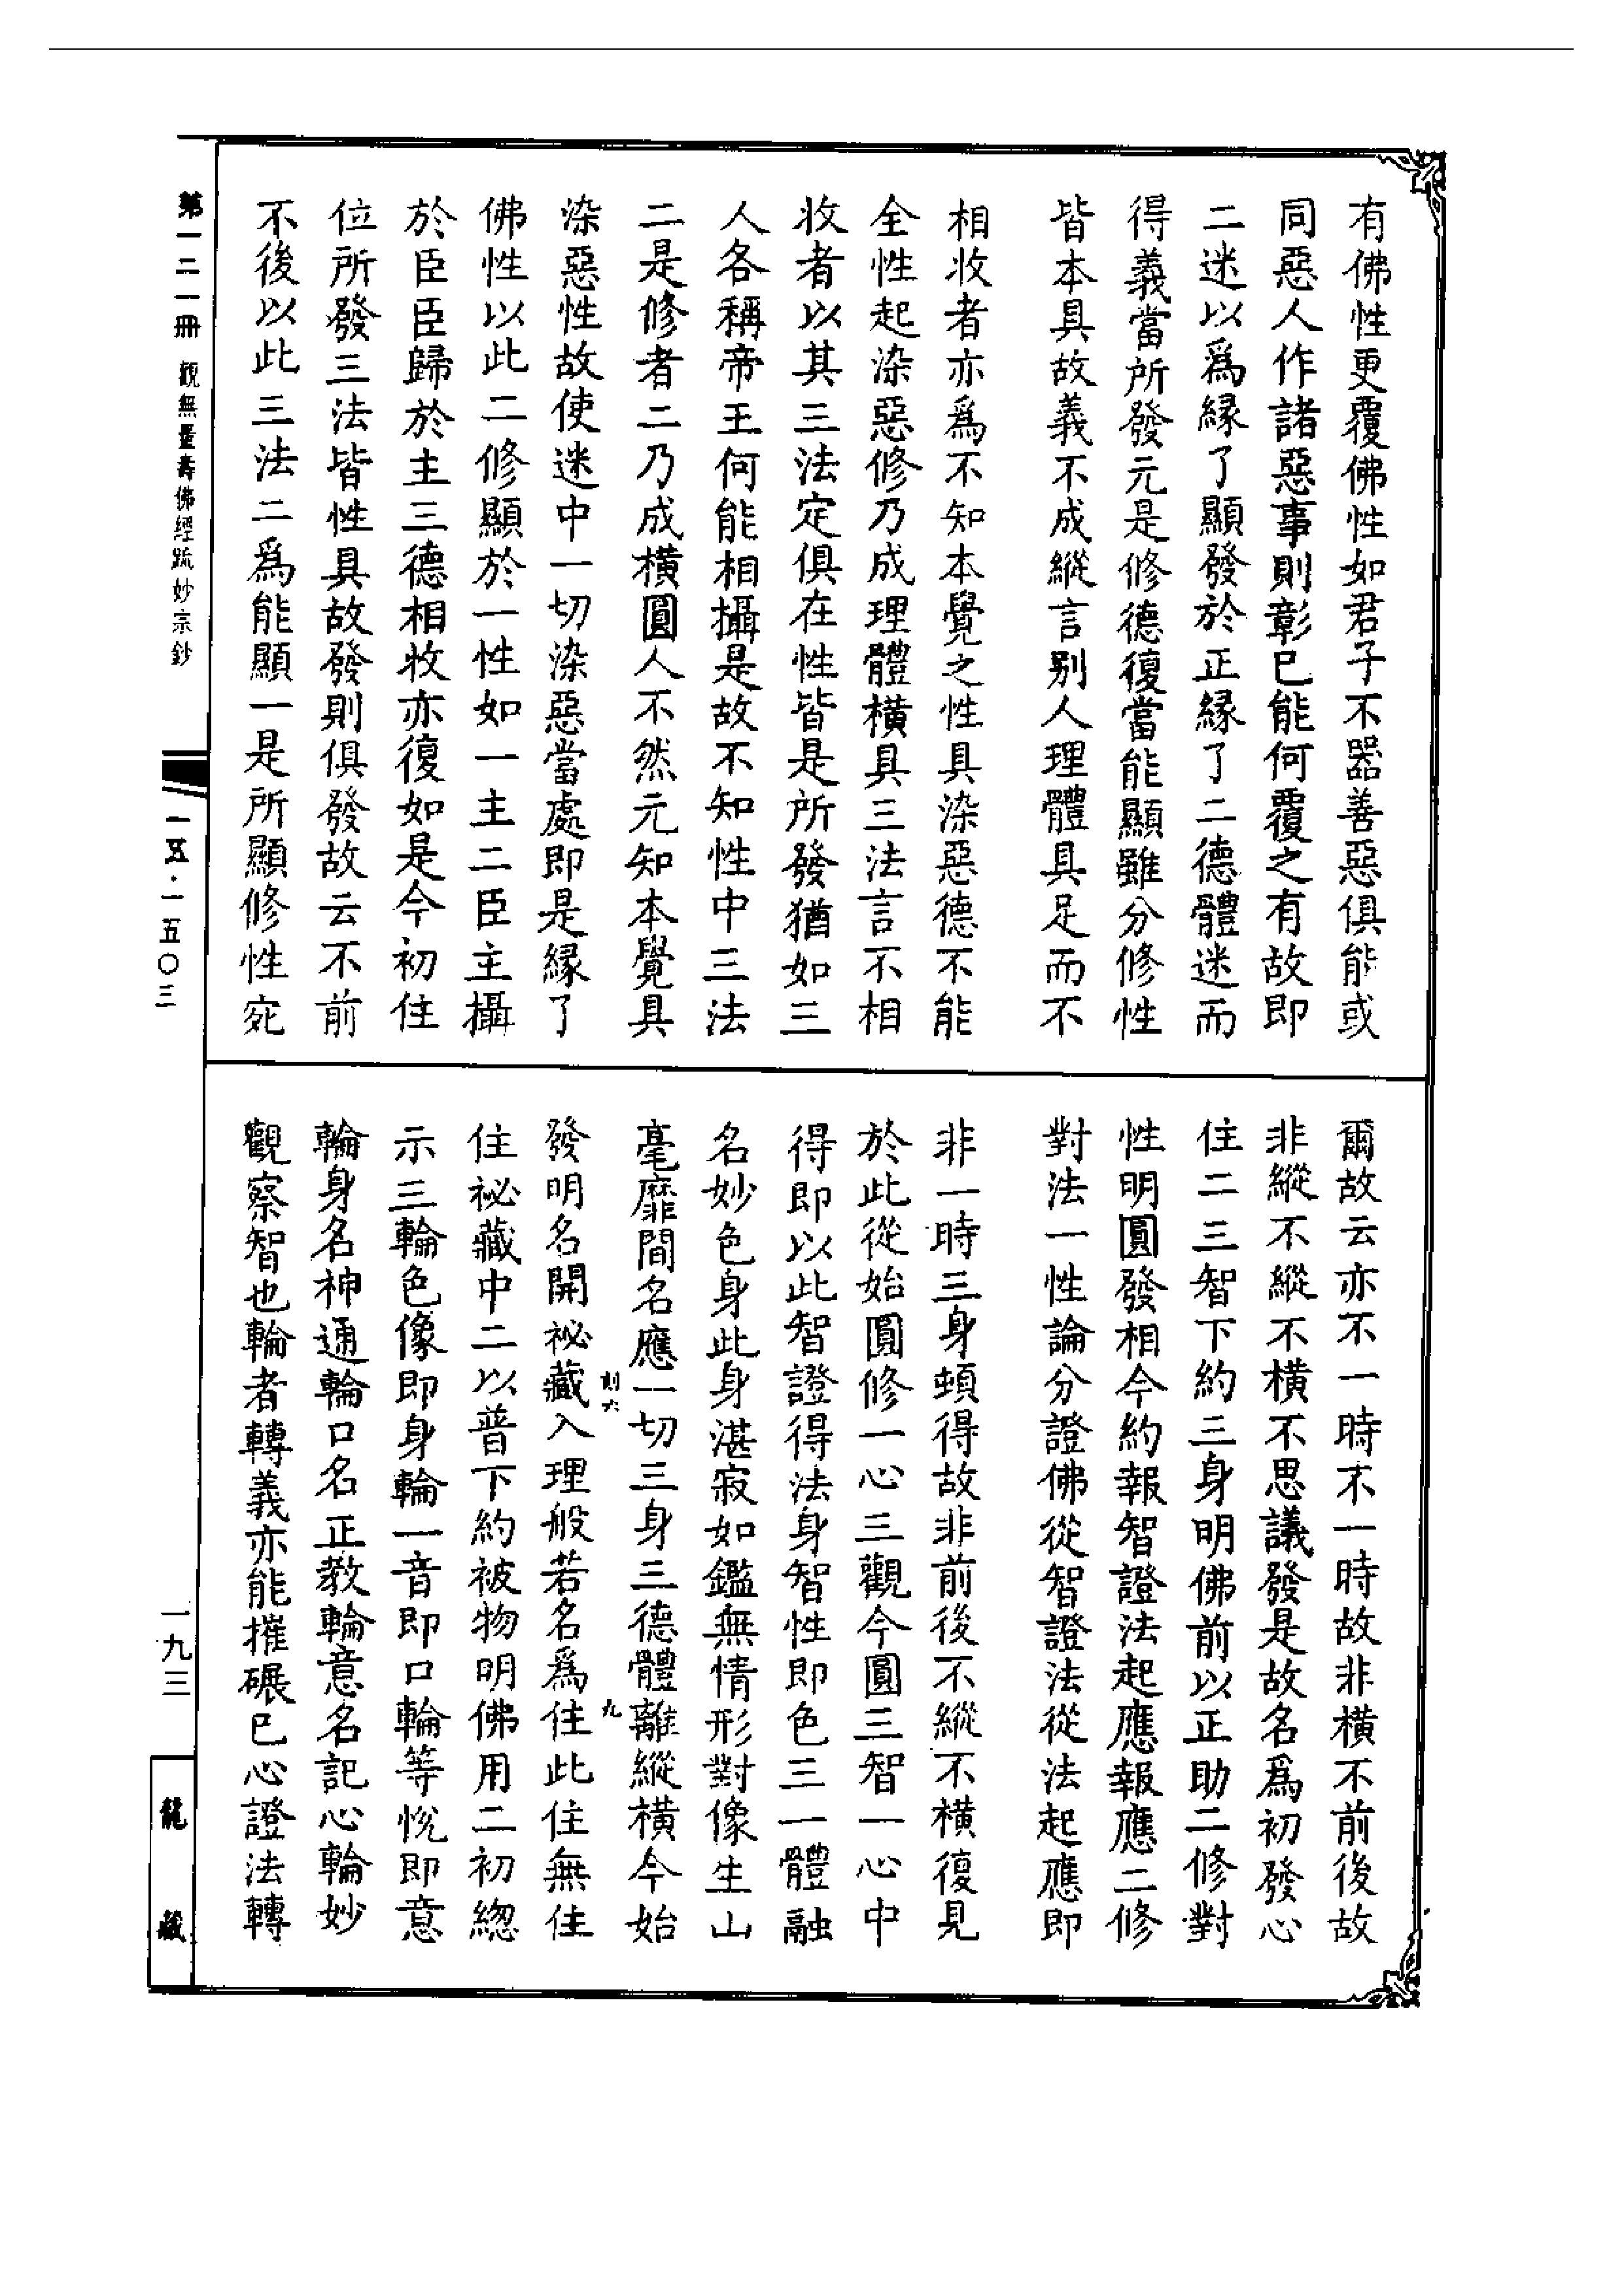 有佛性更覆佛性如君子不器善惡俱能或
同惡人作諸惡事則彰已能何覆之有故即
二迷以爲緣了顯發於正緣了二德體迷而
得義當所發元是修德復當能顯雖分修性
皆本具故義不成縱言别人理體具足而不
相收者亦爲不知本覺之性具染惡德不能
全性起染惡修乃成理體橫具三法言不相
收者以其三法定俱在性皆是所發猶如三
人各稱帝王何能相攝是故不知性中三法
二是修者二乃成橫圓人不然元知本覺具
染惡性故使迷中一切染惡當處即是緣了
佛性以此二修顯於一性如一主二臣主攝
於臣臣歸於主三德相收亦復如是今初住
位所發三法皆性具故發則俱發故云不前
不後以此三法二爲能顯一是所顯修性宛
爾故云亦不一時不一時故非橫不前後故
非縱不縱不橫不思議發是故名爲初發心
住二三智下約三身明佛前以正助二修對
性明圓發相今約報智證法起應報應二修
對法一性論分證佛從智證法從法起應即
非一時三身頓得故非前後不縱不橫復見
於此從始圓修一心三觀今圓三智一心中
得即以此智證得法身智性即色三一體融
名妙色身此身湛寂如鑑無情形對像生山
毫靡間名應一切三身三德體離縱橫今始
發明名開祕藏入理般若名爲住此住無住
住祕藏中二以普下約被物明佛用二初總
示三輪色像即身輪一音即口輪等悅即意
輪身名神通輪口名正教輪意名記心輪妙
觀察智也輪者轉義亦能摧碾已心證法轉
刻六
九
第一二一冊 觀無量壽佛經疏妙宗鈔
一五·一五〇三
一九三
龍藏